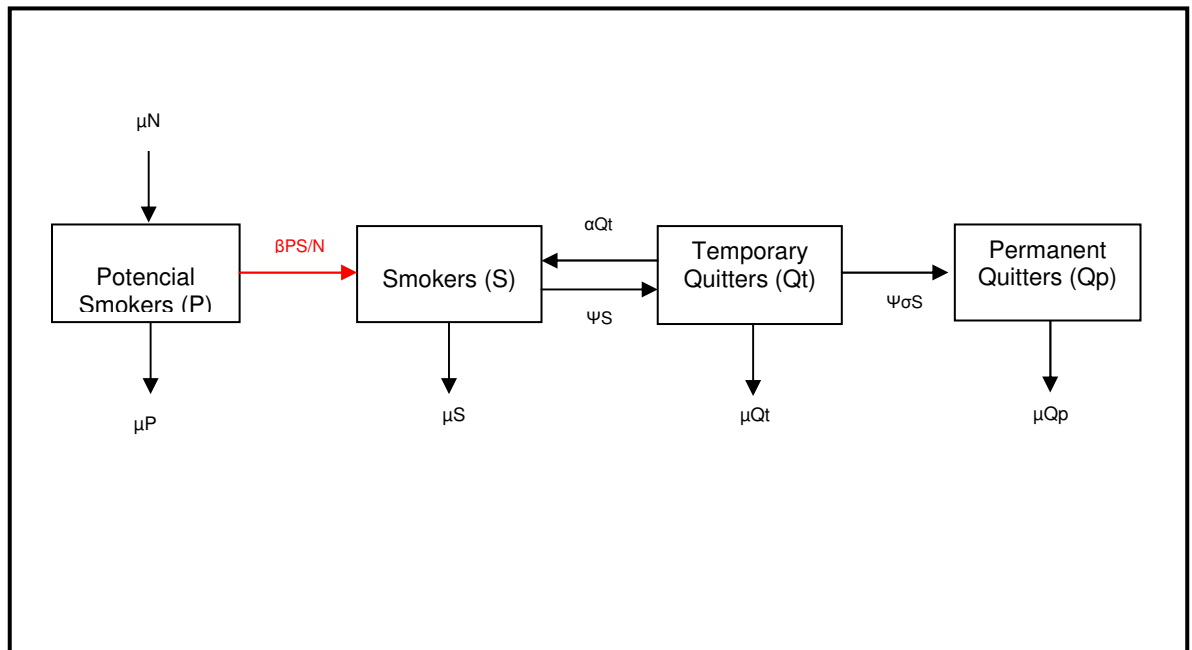 μN
βPS/N
αQt
Potencial
Smokers (P)
Smokers (S)
Temporary
Quitters (Qt)
Permanent
Quitters (Qp)
ΨS
ΨσS
μP
μS
μQt
μQp